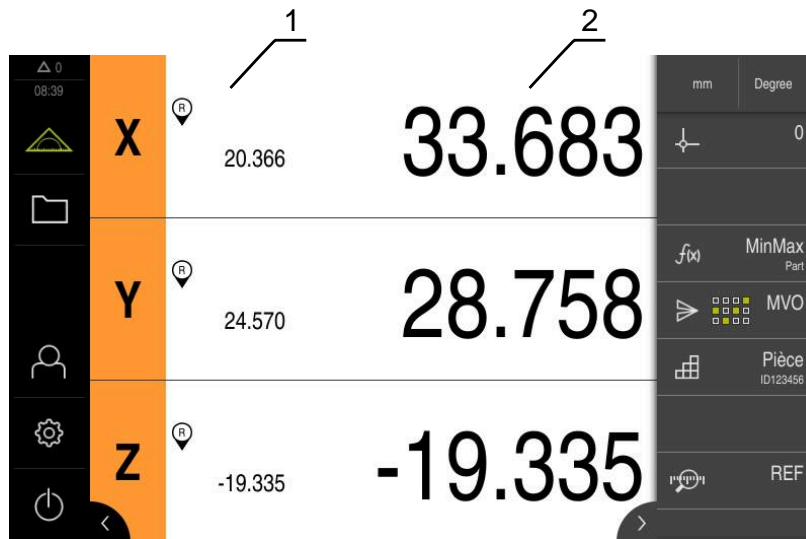 1 2
0
08:39
X R 20.366 33.683
Y R 24.570 28.758
Z R -19.335 -19.335
mm Degree
0
f(x) MinMax
Part
MVO
Pièce
ID123456
REF